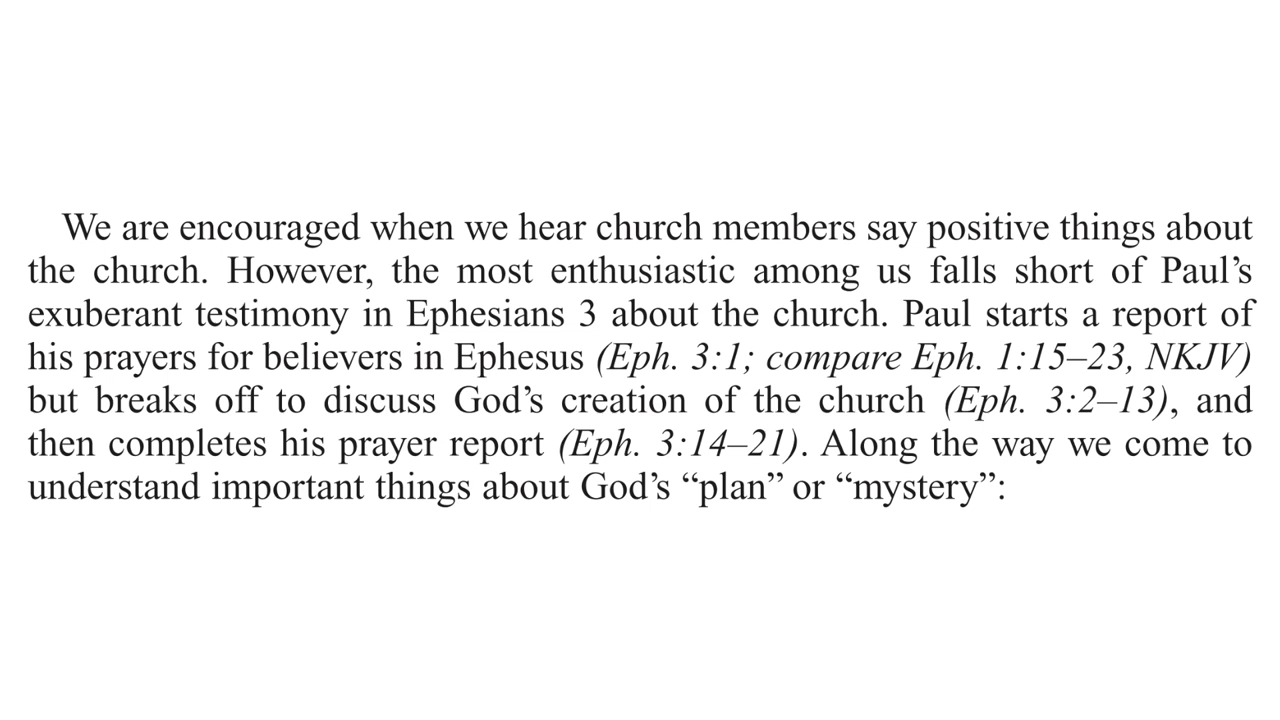 We are encouraged when we hear church members say positive things about
the church. However, the most enthusiastic among us falls short of Paul’s
exuberant testimony in Ephesians 3 about the church. Paul starts a report of
his prayers for believers in Ephesus (Eph. 3:1; compare Eph. 1:15–23, NKJV)
but breaks off to discuss God’s creation of the church (Eph. 3:2–13), and
then completes his prayer report (Eph. 3:14–21). Along the way we come to
understand important things about God’s “plan” or “mystery”: